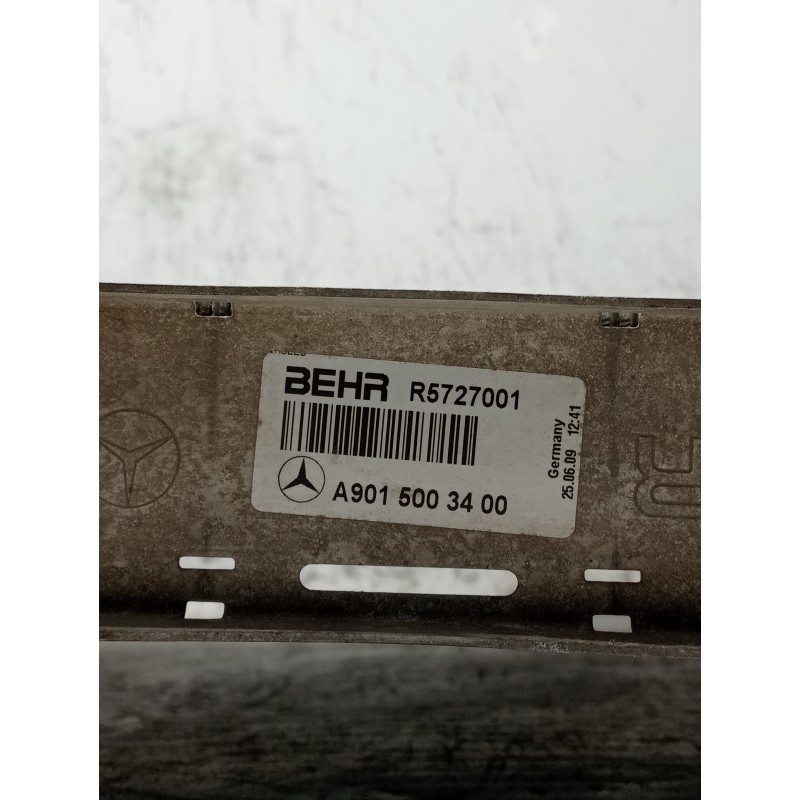 BEHR R5727001
A901 500 34 00
Germany
25.06.09 12:41